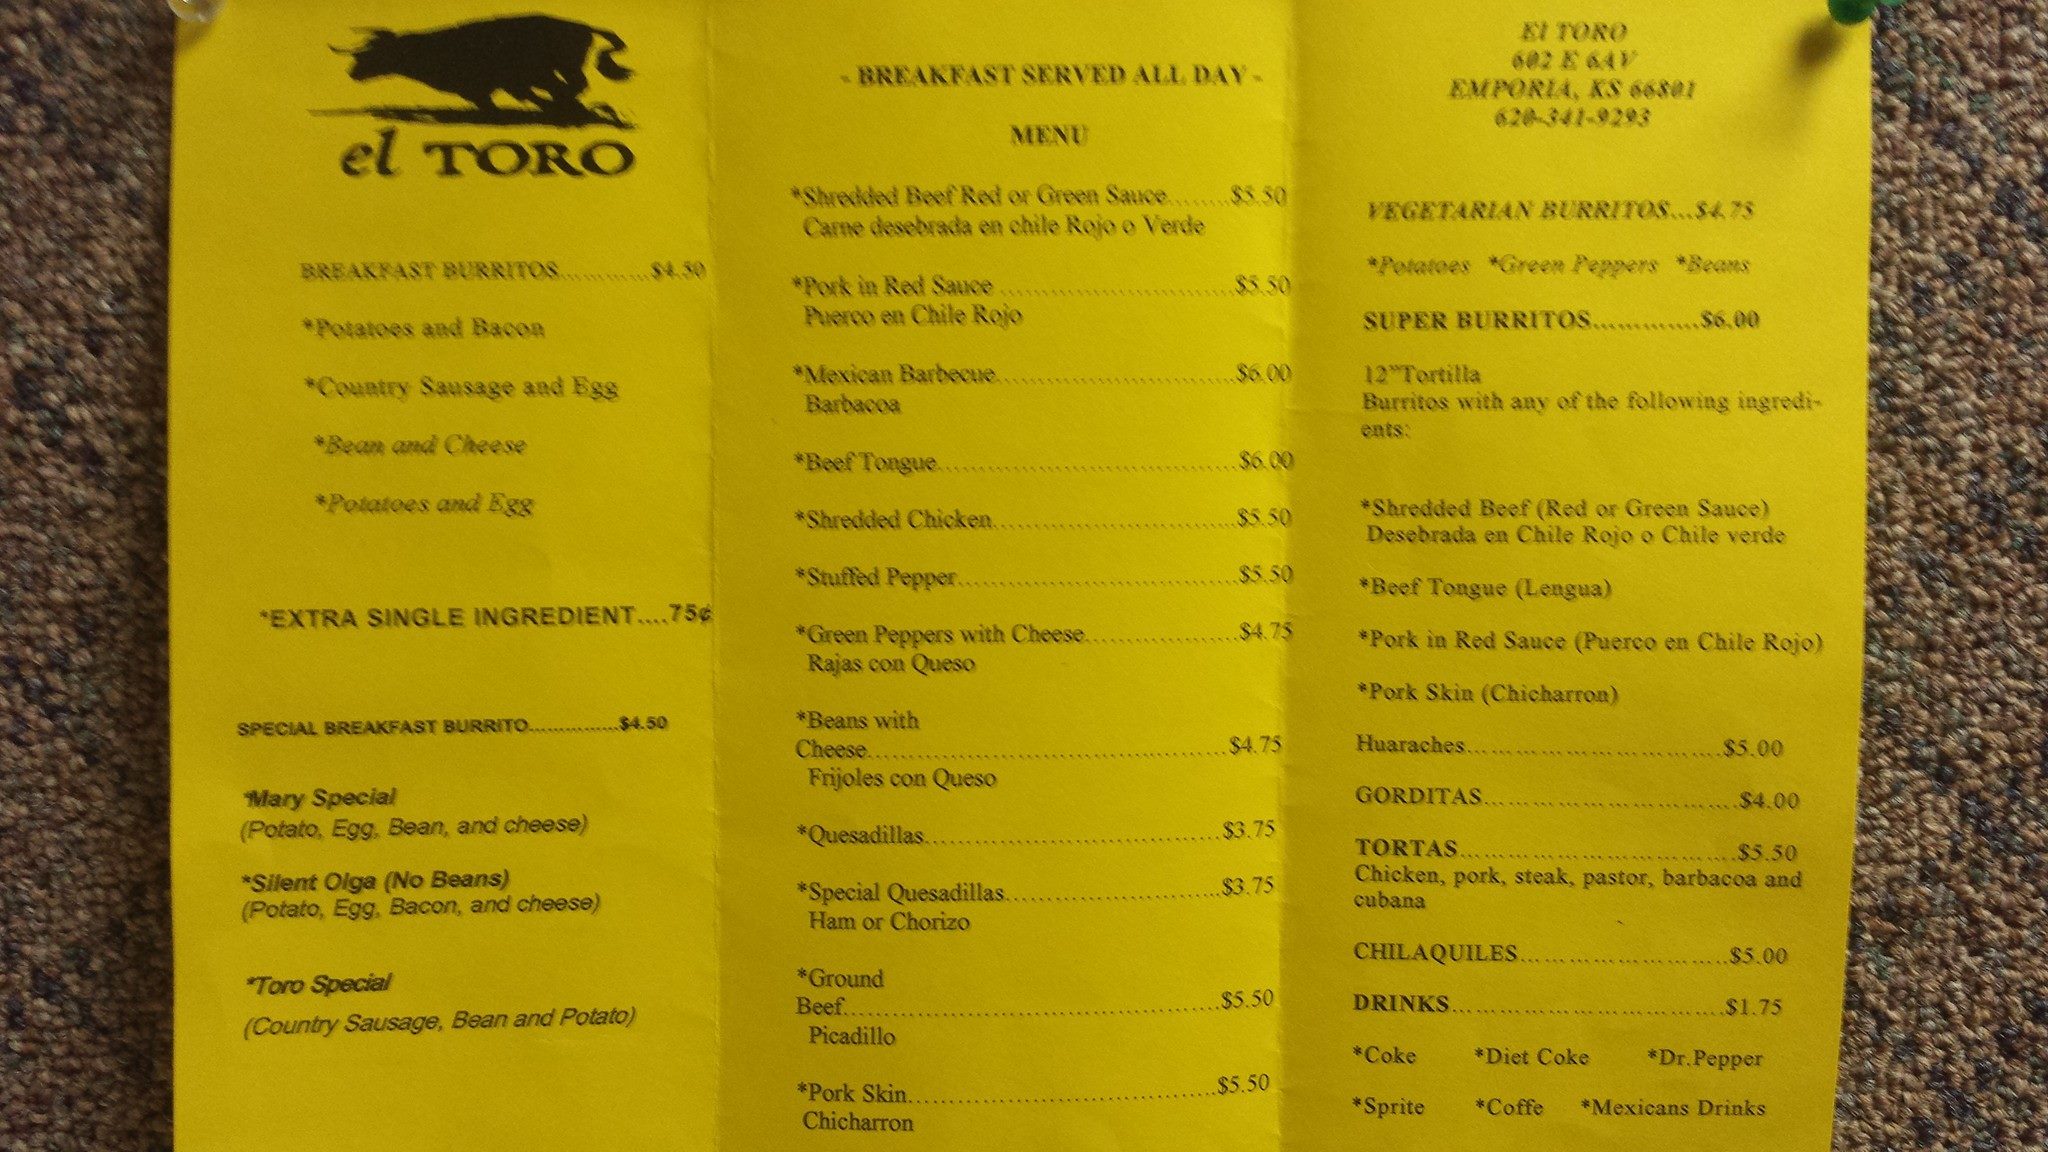 el TORO
BREAKFAST BURRITOS............$4.50
*Potatoes and Bacon
*Country Sausage and Egg
*Bean and Cheese
*Potatoes and Egg
*EXTRA SINGLE INGREDIENT....75¢
SPECIAL BREAKFAST BURRITO................$4.50
*Mary Special
(Potato, Egg, Bean, and cheese)
*Silent Olga (No Beans)
(Potato, Egg, Bacon, and cheese)
*Toro Special
(Country Sausage, Bean and Potato)
- BREAKFAST SERVED ALL DAY -
MENU
*Shredded Beef Red or Green Sauce.........$5.50
Carne desebrada en chile Rojo o Verde
*Pork in Red Sauce ..................................$5.50
Puerco en Chile Rojo
*Mexican Barbecue...................................$6.00
Barbacoa
*Beef Tongue............................................$6.00
*Shredded Chicken....................................$5.50
*Stuffed Pepper.........................................$5.50
*Green Peppers with Cheese......................$4.75
Rajas con Queso
*Beans with
Cheese....................................................$4.75
Frijoles con Queso
*Quesadillas...........................................$3.75
*Special Quesadillas................................$3.75
Ham or Chorizo
*Ground
Beef.......................................................$5.50
Picadillo
*Pork Skin.............................................$5.50
Chicharron
El TORO
602 E 6AV
EMPORIA, KS 66801
620-341-9293
VEGETARIAN BURRITOS...$4.75
*Potatoes *Green Peppers *Beans
SUPER BURRITOS.............$6.00
12”Tortilla
Burritos with any of the following ingredi-
ents:
*Shredded Beef (Red or Green Sauce)
Desebrada en Chile Rojo o Chile verde
*Beef Tongue (Lengua)
*Pork in Red Sauce (Puerco en Chile Rojo)
*Pork Skin (Chicharron)
Huaraches................................$5.00
GORDITAS................................$4.00
TORTAS...................................$5.50
Chicken, pork, steak, pastor, barbacoa and
cubana
CHILAQUILES..........................$5.00
DRINKS...................................$1.75
*Coke *Diet Coke *Dr.Pepper
*Sprite *Coffe *Mexicans Drinks